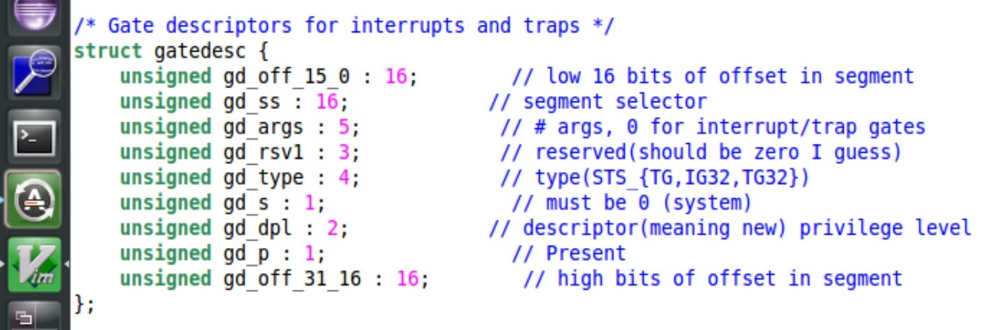 /* Gate descriptors for interrupts and traps */
struct gatedesc {
    unsigned gd_off_15_0 : 16;        // low 16 bits of offset in segment
    unsigned gd_ss : 16;            // segment selector
    unsigned gd_args : 5;            // # args, 0 for interrupt/trap gates
    unsigned gd_rsv1 : 3;            // reserved(should be zero I guess)
    unsigned gd_type : 4;            // type(STS_{TG,IG32,TG32})
    unsigned gd_s : 1;                // must be 0 (system)
    unsigned gd_dpl : 2;            // descriptor(meaning new) privilege level
    unsigned gd_p : 1;                // Present
    unsigned gd_off_31_16 : 16;        // high bits of offset in segment
};
>_
A
Vim